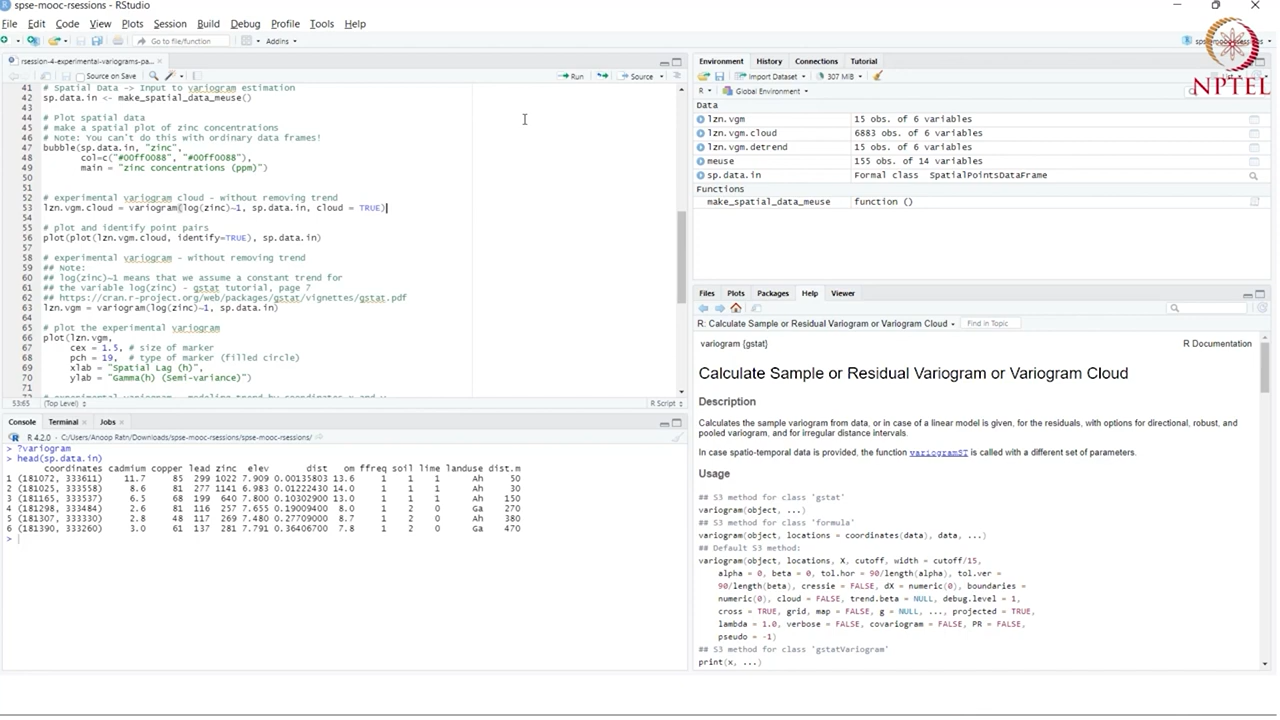 spse-mooc-rsessions - RStudio
File Edit Code View Plots Session Build Debug Profile Tools Help
Go to file/function Addins
NPTEL
rsession-4-experimental-variograms-pa...
Source on Save Run Source
41 # Spatial Data -> Input to variogram estimation
42 sp.data.in <- make_spatial_data_meuse()
43
44 # Plot spatial data
45 # make a spatial plot of zinc concentrations
46 # Note: You can't do this with ordinary data frames!
47 bubble(sp.data.in, "zinc",
48 col=c("#00ff0088", "#00ff0088"),
49 main = "zinc concentrations (ppm)")
50
51
52 # experimental variogram cloud - without removing trend
53 lzn.vgm.cloud = variogram(log(zinc)~1, sp.data.in, cloud = TRUE)
54
55 # plot and identify point pairs
56 plot(plot(lzn.vgm.cloud, identify=TRUE), sp.data.in)
57
58 # experimental variogram - without removing trend
59 ## Note:
60 ## log(zinc)~1 means that we assume a constant trend for
61 ## the variable log(zinc) - gstat tutorial, page 7
62 ## https://cran.r-project.org/web/packages/gstat/vignettes/gstat.pdf
63 lzn.vgm = variogram(log(zinc)~1, sp.data.in)
64
65 # plot the experimental variogram
66 plot(lzn.vgm,
67 cex = 1.5, # size of marker
68 pch = 19, # type of marker (filled circle)
69 xlab = "Spatial Lag (h)",
70 ylab = "Gamma(h) (Semi-variance)")
71
53:65 (Top Level) R Script
Console Terminal Jobs
R 4.2.0 · C:/Users/Anoop Ratn/Downloads/spse-mooc-rsessions/spse-mooc-rsessions/
> ?variogram
> head(sp.data.in)
coordinates cadmium copper lead zinc elev dist om ffreq soil lime landuse dist.m
1 (181072, 333611) 11.7 85 299 1022 7.909 0.00135803 13.6 1 1 1 Ah 50
2 (181025, 333558) 8.6 81 277 1141 6.983 0.01222430 14.0 1 1 1 Ah 30
3 (181165, 333537) 6.5 68 199 640 7.800 0.10302900 13.0 1 1 1 Ah 150
4 (181298, 333484) 2.6 81 116 257 7.655 0.19009400 8.0 1 2 0 Ga 270
5 (181307, 333330) 2.8 48 117 269 7.480 0.27709000 8.7 1 2 0 Ah 380
6 (181390, 333260) 3.0 61 137 281 7.791 0.36406700 7.8 1 2 0 Ga 470
>
Environment History Connections Tutorial
Import Dataset 307 MiB
R Global Environment
Data
lzn.vgm 15 obs. of 6 variables
lzn.vgm.cloud 6883 obs. of 6 variables
lzn.vgm.detrend 15 obs. of 6 variables
meuse 155 obs. of 14 variables
sp.data.in Formal class SpatialPointsDataFrame
Functions
make_spatial_data_meuse function ()
Files Plots Packages Help Viewer
R: Calculate Sample or Residual Variogram or Variogram Cloud Find in Topic
variogram {gstat} R Documentation
Calculate Sample or Residual Variogram or Variogram Cloud
Description
Calculates the sample variogram from data, or in case of a linear model is given, for the residuals, with options for directional, robust, and
pooled variogram, and for irregular distance intervals.
In case spatio-temporal data is provided, the function variogramST is called with a different set of parameters.
Usage
## S3 method for class 'gstat'
variogram(object, ...)
## S3 method for class 'formula'
variogram(object, locations = coordinates(data), data, ...)
## Default S3 method:
variogram(object, locations, X, cutoff, width = cutoff/15,
alpha = 0, beta = 0, tol.hor = 90/length(alpha), tol.ver =
90/length(beta), cressie = FALSE, dX = numeric(0), boundaries =
numeric(0), cloud = FALSE, trend.beta = NULL, debug.level = 1,
cross = TRUE, grid, map = FALSE, g = NULL, ..., projected = TRUE,
lambda = 1.0, verbose = FALSE, covariogram = FALSE, PR = FALSE,
pseudo = -1)
## S3 method for class 'gstatVariogram'
print(x, ...)